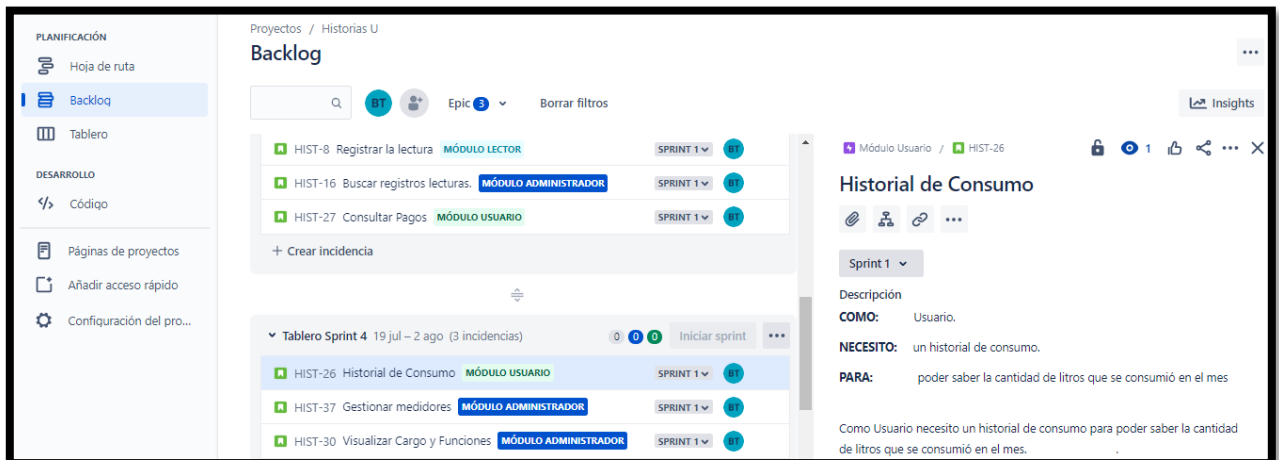 PLANIFICACIÓN
Hoja de ruta
Backlog
Tablero
DESARROLLO
Código
Páginas de proyectos
Añadir acceso rápido
Configuración del pro...
Proyectos / Historias U
Backlog
BT
Epic 3
Borrar filtros
Insights
HIST-8 Registrar la lectura MÓDULO LECTOR SPRINT 1 BT
HIST-16 Buscar registros lecturas. MÓDULO ADMINISTRADOR SPRINT 1 BT
HIST-27 Consultar Pagos MÓDULO USUARIO SPRINT 1 BT
+ Crear incidencia
Tablero Sprint 4 19 jul – 2 ago (3 incidencias) 0 0 0 Iniciar sprint
HIST-26 Historial de Consumo MÓDULO USUARIO SPRINT 1 BT
HIST-37 Gestionar medidores MÓDULO ADMINISTRADOR SPRINT 1 BT
HIST-30 Visualizar Cargo y Funciones MÓDULO ADMINISTRADOR SPRINT 1 BT
Módulo Usuario / HIST-26 1
Historial de Consumo
Sprint 1
Descripción
COMO: Usuario.
NECESITO: un historial de consumo.
PARA: poder saber la cantidad de litros que se consumió en el mes
Como Usuario necesito un historial de consumo para poder saber la cantidad
de litros que se consumió en el mes. .